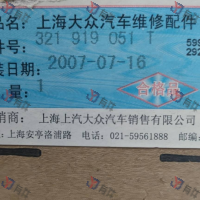 名: 上海大众汽车维修配件
件号: 321 919 051 T
装日期: 2007-07-16
量: 1
合格
销商: 上海上汽大众汽车销售有限公司
: 上海安亭洛浦路 电话: 021-59561888 邮编: